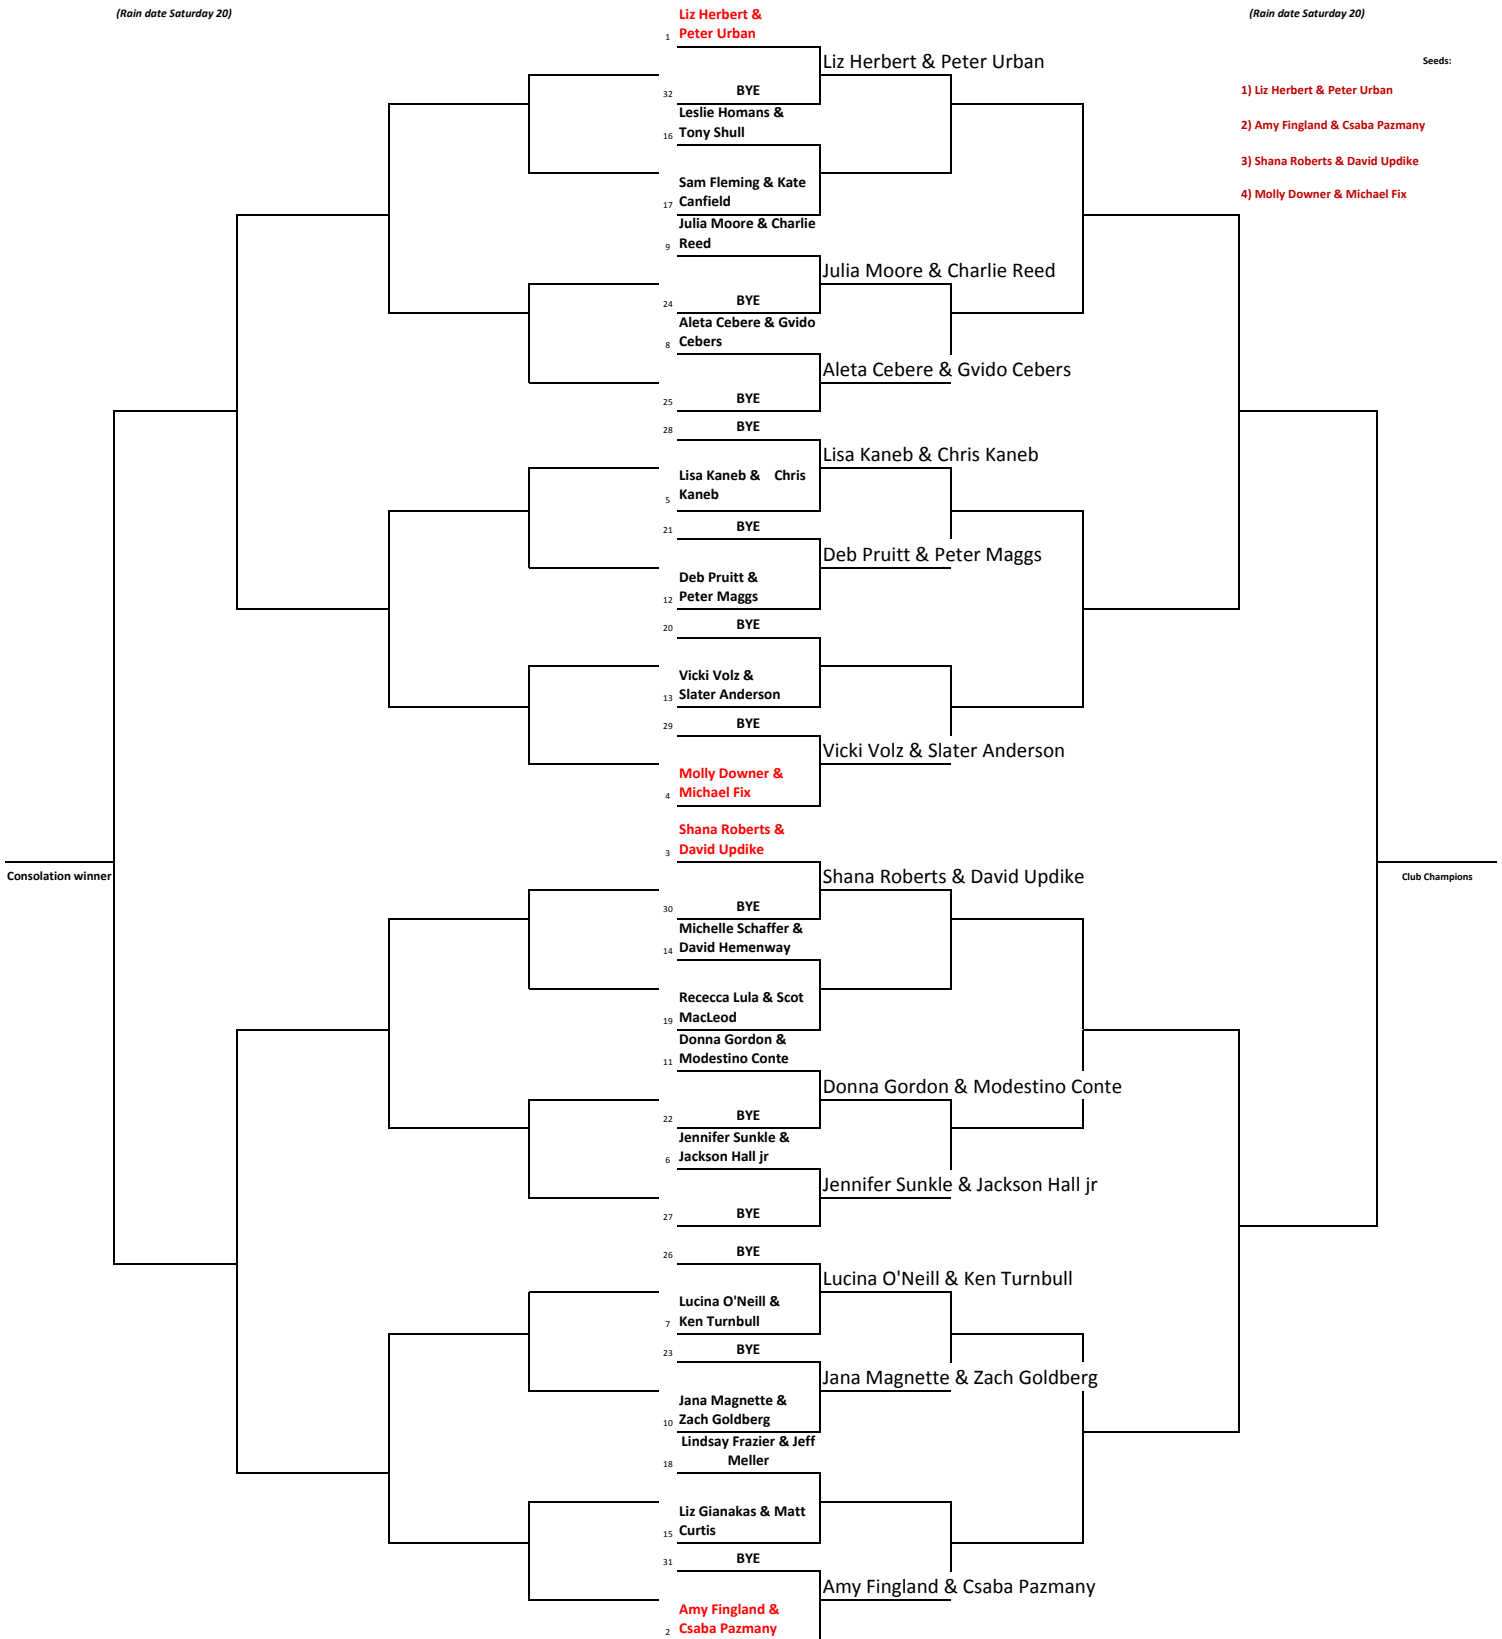 (Rain date Saturday 20)
(Rain date Saturday 20)
Liz Herbert &
1 Peter Urban
Liz Herbert & Peter Urban
Seeds:
32 BYE
1) Liz Herbert & Peter Urban
Leslie Homans &
16 Tony Shull
2) Amy Fingland & Csaba Pazmany
3) Shana Roberts & David Updike
Sam Fleming & Kate
17 Canfield
4) Molly Downer & Michael Fix
Julia Moore & Charlie
9 Reed
Julia Moore & Charlie Reed
24 BYE
Aleta Cebere & Gvido
8 Cebers
Aleta Cebere & Gvido Cebers
25 BYE
28 BYE
Lisa Kaneb & Chris Kaneb
Lisa Kaneb & Chris
5 Kaneb
21 BYE
Deb Pruitt & Peter Maggs
Deb Pruitt &
12 Peter Maggs
20 BYE
Vicki Volz &
13 Slater Anderson
29 BYE
Vicki Volz & Slater Anderson
Molly Downer &
4 Michael Fix
Shana Roberts &
3 David Updike
Consolation winner
Shana Roberts & David Updike
Club Champions
30 BYE
Michelle Schaffer &
14 David Hemenway
Rececca Lula & Scot
19 MacLeod
Donna Gordon &
11 Modestino Conte
Donna Gordon & Modestino Conte
22 BYE
Jennifer Sunkle &
6 Jackson Hall jr
Jennifer Sunkle & Jackson Hall jr
27 BYE
26 BYE
Lucina O'Neill & Ken Turnbull
Lucina O'Neill &
7 Ken Turnbull
23 BYE
Jana Magnette & Zach Goldberg
Jana Magnette &
10 Zach Goldberg
Lindsay Frazier & Jeff
18 Meller
Liz Gianakas & Matt
15 Curtis
31 BYE
Amy Fingland & Csaba Pazmany
Amy Fingland &
2 Csaba Pazmany